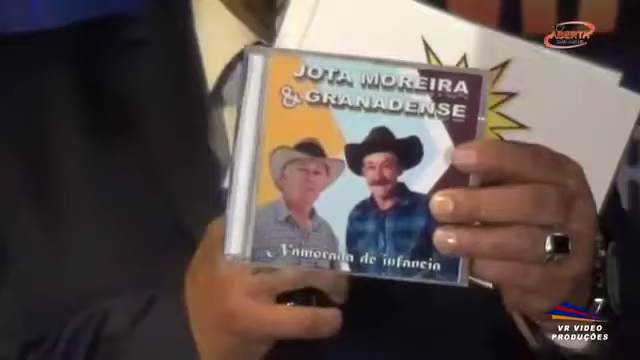 ABERTA
JOTA MOREIRA
& GRANADENSE
Namorada de infancia
VR VIDEO
PRODUÇÕES